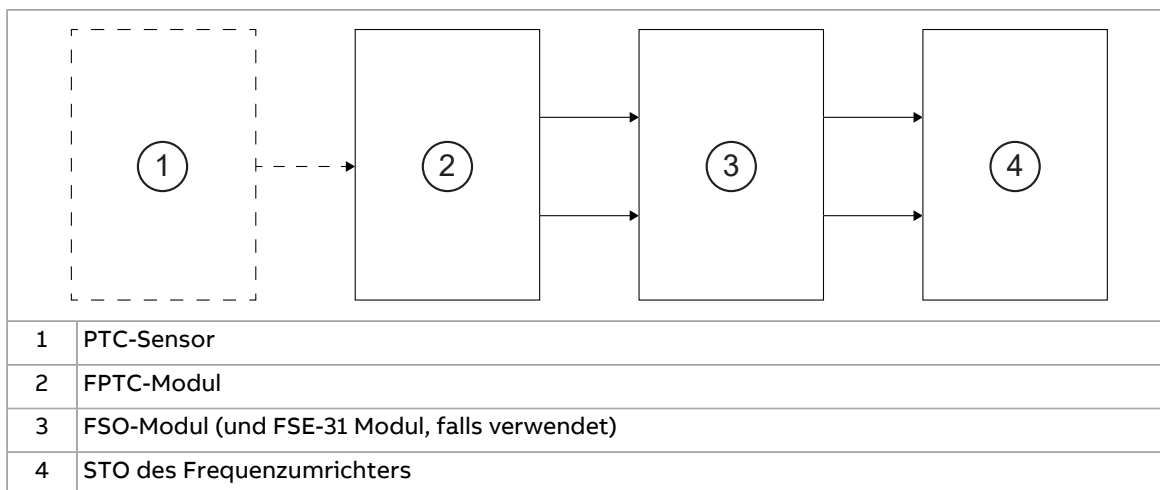 1 2 3 4
1 PTC-Sensor
2 FPTC-Modul
3 FSO-Modul (und FSE-31 Modul, falls verwendet)
4 STO des Frequenzumrichters